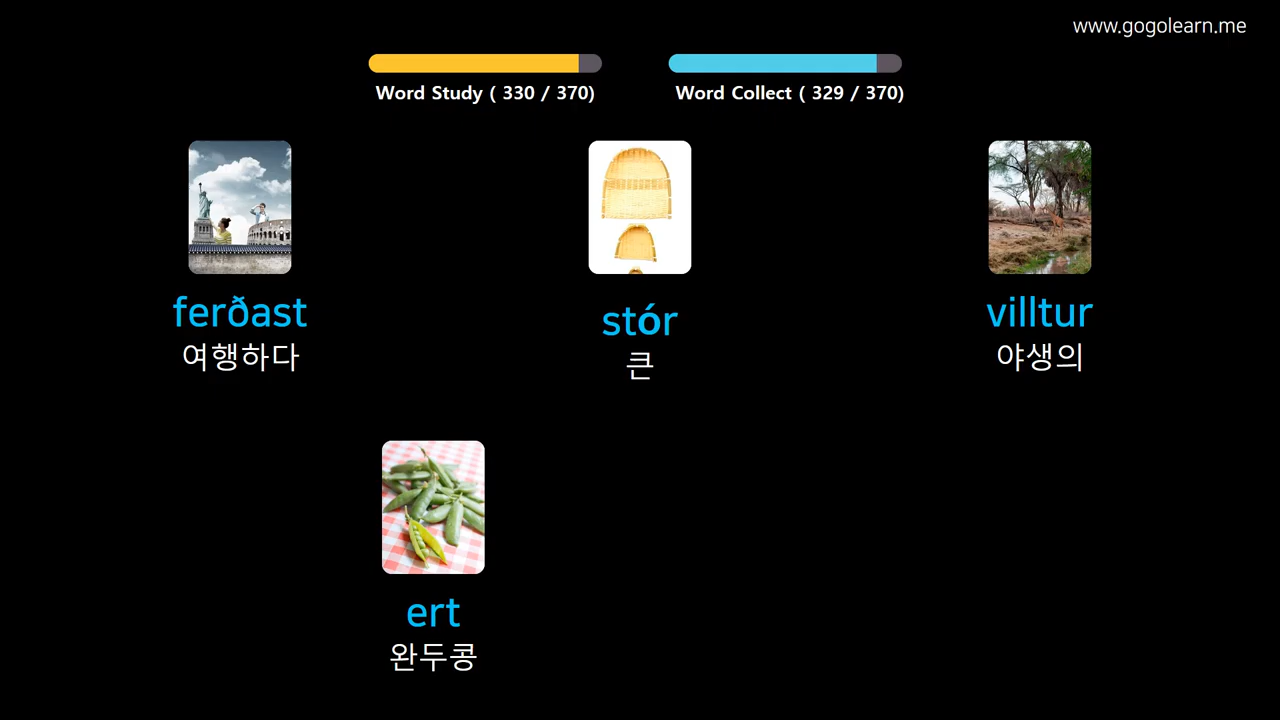 www.gogolearn.me
Word Study ( 330 / 370)
Word Collect ( 329 / 370)
ferðast
여행하다
stór
큰
villtur
야생의
ert
완두콩